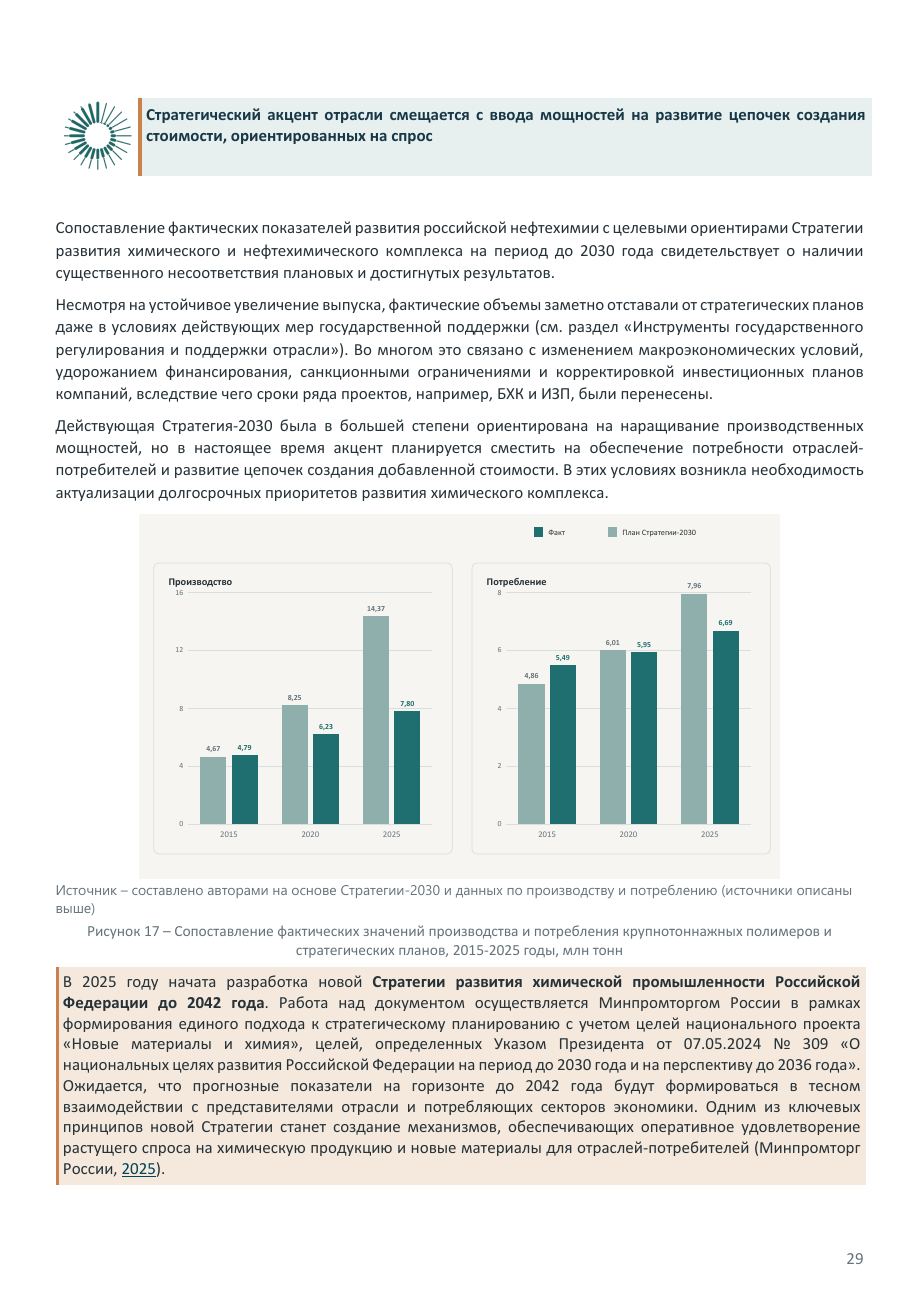 Стратегический акцент отрасли смещается с ввода мощностей на развитие цепочек создания
стоимости, ориентированных на спрос
Сопоставление фактических показателей развития российской нефтехимии с целевыми ориентирами Стратегии
развития химического и нефтехимического комплекса на период до 2030 года свидетельствует о наличии
существенного несоответствия плановых и достигнутых результатов.
Несмотря на устойчивое увеличение выпуска, фактические объемы заметно отставали от стратегических планов
даже в условиях действующих мер государственной поддержки (см. раздел «Инструменты государственного
регулирования и поддержки отрасли»). Во многом это связано с изменением макроэкономических условий,
удорожанием финансирования, санкционными ограничениями и корректировкой инвестиционных планов
компаний, вследствие чего сроки ряда проектов, например, БХК и ИЗП, были перенесены.
Действующая Стратегия-2030 была в большей степени ориентирована на наращивание производственных
мощностей, но в настоящее время акцент планируется сместить на обеспечение потребности отраслей-
потребителей и развитие цепочек создания добавленной стоимости. В этих условиях возникла необходимость
актуализации долгосрочных приоритетов развития химического комплекса.
Факт План Стратегии-2030
Производство
16
14,37
12
8,25
8
7,80
6,23
4,67 4,79
4
0
2015 2020 2025
Потребление
7,96
8
6,69
6,01 5,95
6
5,49
4,86
4
2
0
2015 2020 2025
Источник – составлено авторами на основе Стратегии-2030 и данных по производству и потреблению (источники описаны
выше)
Рисунок 17 – Сопоставление фактических значений производства и потребления крупнотоннажных полимеров и
стратегических планов, 2015-2025 годы, млн тонн
В 2025 году начата разработка новой Стратегии развития химической промышленности Российской
Федерации до 2042 года. Работа над документом осуществляется Минпромторгом России в рамках
формирования единого подхода к стратегическому планированию с учетом целей национального проекта
«Новые материалы и химия», целей, определенных Указом Президента от 07.05.2024 № 309 «О
национальных целях развития Российской Федерации на период до 2030 года и на перспективу до 2036 года».
Ожидается, что прогнозные показатели на горизонте до 2042 года будут формироваться в тесном
взаимодействии с представителями отрасли и потребляющих секторов экономики. Одним из ключевых
принципов новой Стратегии станет создание механизмов, обеспечивающих оперативное удовлетворение
растущего спроса на химическую продукцию и новые материалы для отраслей-потребителей (Минпромторг
России, 2025).
29